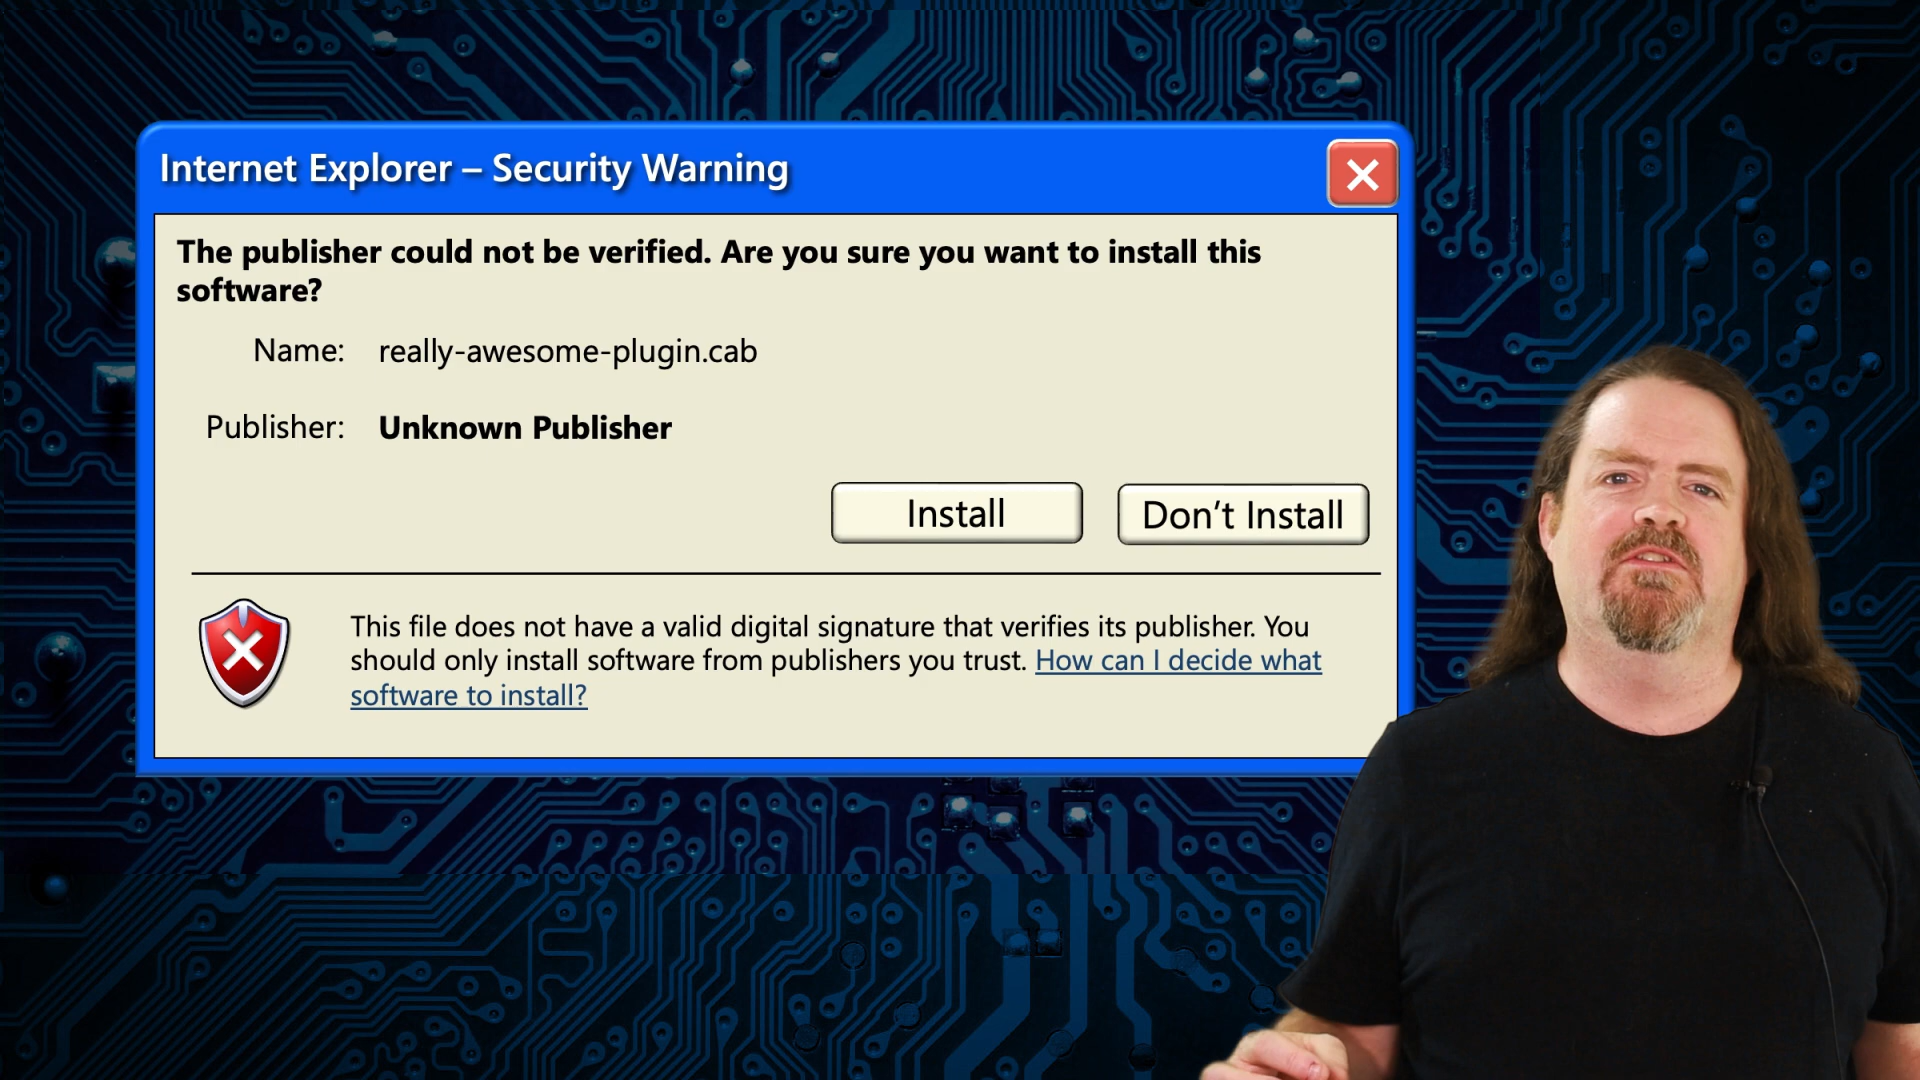 Internet Explorer – Security Warning
The publisher could not be verified. Are you sure you want to install this
software?
Name: really-awesome-plugin.cab
Publisher: Unknown Publisher
Install Don’t Install
This file does not have a valid digital signature that verifies its publisher. You
should only install software from publishers you trust. How can I decide what
software to install?